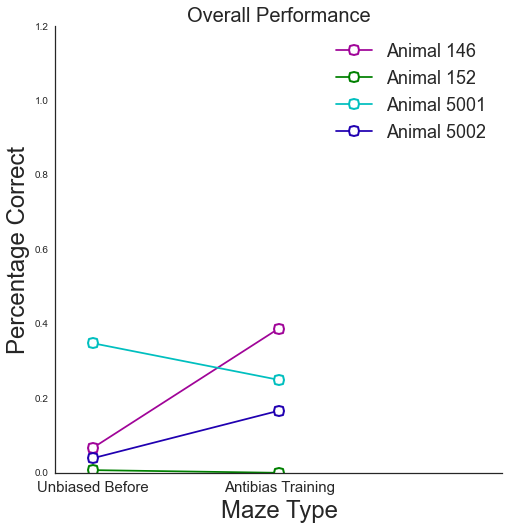 Overall Performance
1.2
1.0
0.8
0.6
0.4
0.2
0.0
Percentage Correct
Animal 146
Animal 152
Animal 5001
Animal 5002
Unbiased Before
Antibias Training
Maze Type